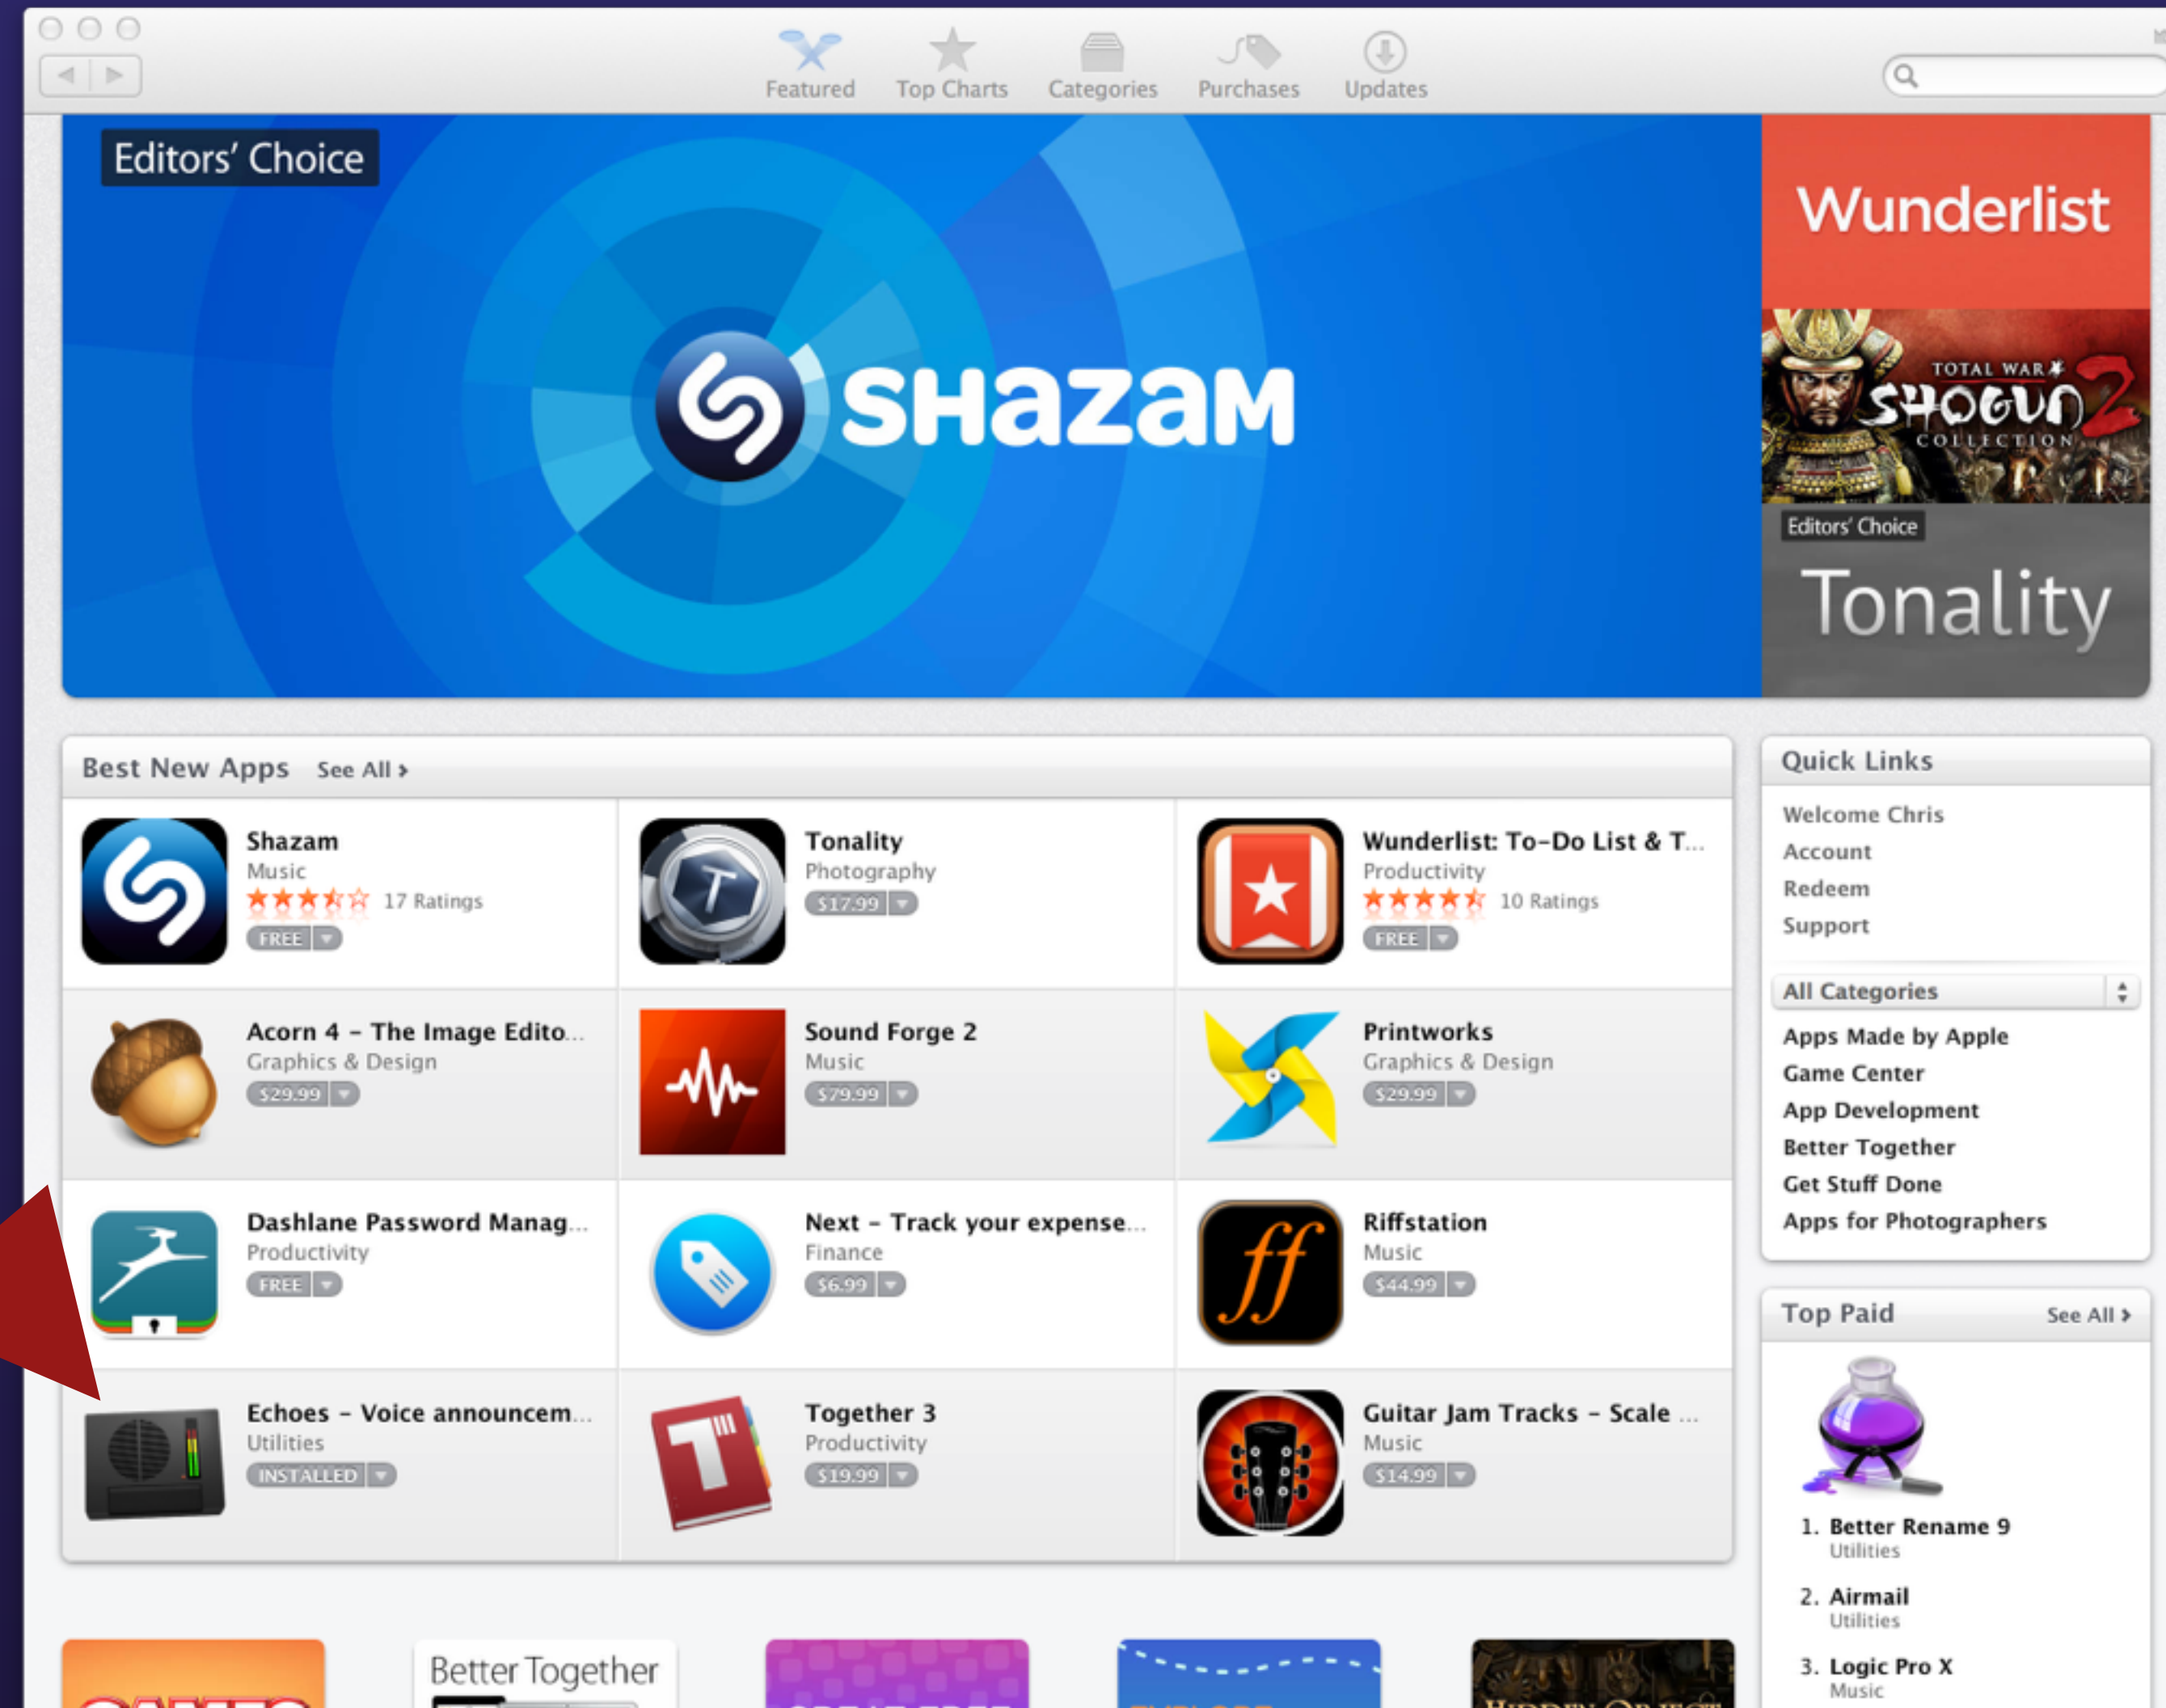 Featured
Top Charts
Categories
Purchases
Updates
Editors' Choice
SHAZAM
Wunderlist
TOTAL WAR
SHOGUN 2
COLLECTION
Editors' Choice
Tonality
Best New Apps See All >
Shazam
Music
17 Ratings
FREE
Tonality
Photography
$17.99
Wunderlist: To-Do List & T...
Productivity
10 Ratings
FREE
Acorn 4 - The Image Edito...
Graphics & Design
$29.99
Sound Forge 2
Music
$79.99
Printworks
Graphics & Design
$29.99
Dashlane Password Manag...
Productivity
FREE
Next - Track your expense...
Finance
$6.99
Riffstation
Music
$44.99
Echoes - Voice announcem...
Utilities
INSTALLED
Together 3
Productivity
$19.99
Guitar Jam Tracks - Scale ...
Music
$14.99
Quick Links
Welcome Chris
Account
Redeem
Support
All Categories
Apps Made by Apple
Game Center
App Development
Better Together
Get Stuff Done
Apps for Photographers
Top Paid See All >
1. Better Rename 9
Utilities
2. Airmail
Utilities
3. Logic Pro X
Music
GAMES
Better Together
GREAT FREE
EXPLORE
HIDDEN OBJECT